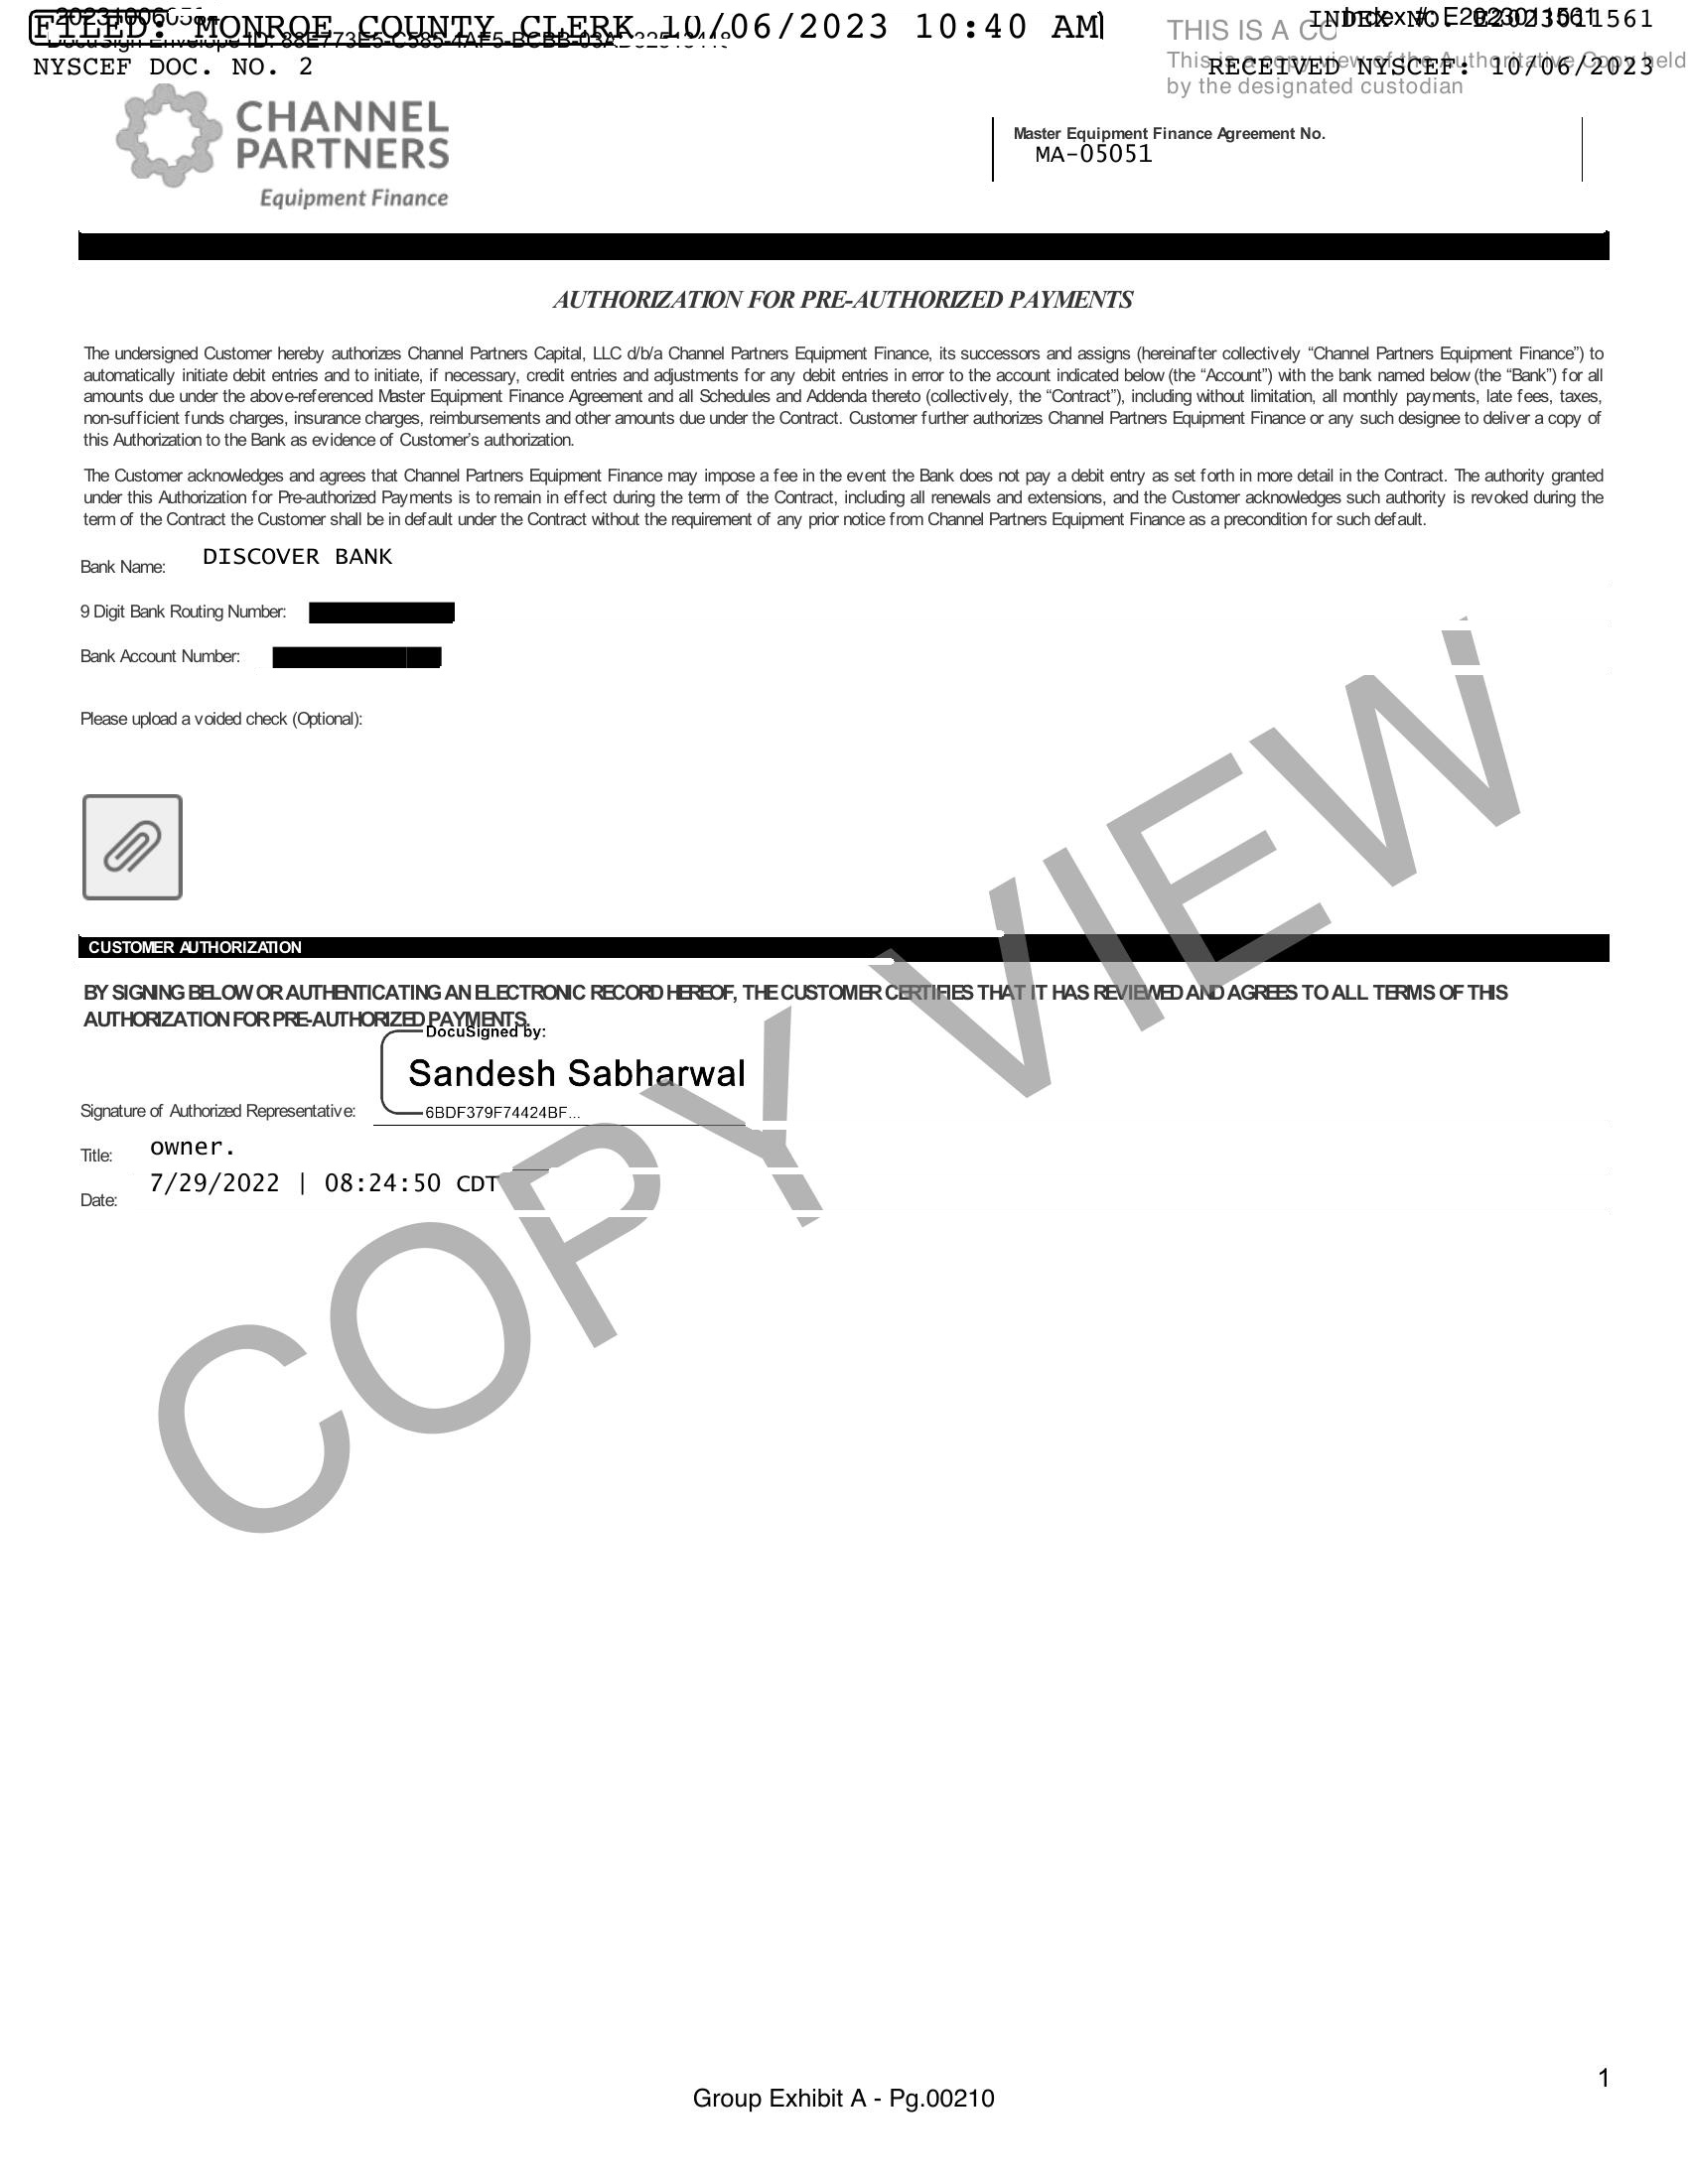 FILED: MONROE COUNTY CLERK 10/06/2023 10:40 AM
INDEX NO. E2023011561
NYSCEF DOC. NO. 2
RECEIVED NYSCEF: 10/06/2023
THIS IS A
This is a copy view of the Authoritative Copy held
by the designated custodian
CHANNEL
PARTNERS
Equipment Finance
Master Equipment Finance Agreement No.
MA-05051
AUTHORIZATION FOR PRE-AUTHORIZED PAYMENTS
The undersigned Customer hereby authorizes Channel Partners Capital, LLC d/b/a Channel Partners Equipment Finance, its successors and assigns (hereinafter collectively “Channel Partners Equipment Finance”) to
automatically initiate debit entries and to initiate, if necessary, credit entries and adjustments for any debit entries in error to the account indicated below (the “Account”) with the bank named below (the “Bank”) for all
amounts due under the above-referenced Master Equipment Finance Agreement and all Schedules and Addenda thereto (collectively, the “Contract”), including without limitation, all monthly payments, late fees, taxes,
non-sufficient funds charges, insurance charges, reimbursements and other amounts due under the Contract. Customer further authorizes Channel Partners Equipment Finance or any such designee to deliver a copy of
this Authorization to the Bank as evidence of Customer’s authorization.
The Customer acknowledges and agrees that Channel Partners Equipment Finance may impose a fee in the event the Bank does not pay a debit entry as set forth in more detail in the Contract. The authority granted
under this Authorization for Pre-authorized Payments is to remain in effect during the term of the Contract, including all renewals and extensions, and the Customer acknowledges such authority is revoked during the
term of the Contract the Customer shall be in default under the Contract without the requirement of any prior notice from Channel Partners Equipment Finance as a precondition for such default.
Bank Name: DISCOVER BANK
9 Digit Bank Routing Number:
Bank Account Number:
Please upload a voided check (Optional):
CUSTOMER AUTHORIZATION
BY SIGNING BELOW OR AUTHENTICATING AN ELECTRONIC RECORD HEREOF, THE CUSTOMER CERTIFIES THAT IT HAS REVIEWED AND AGREES TO ALL TERMS OF THIS
AUTHORIZATION FOR PRE-AUTHORIZED PAYMENTS.
DocuSigned by:
Sandesh Sabharwal
Signature of Authorized Representative: 6BDF379F74424BF...
Title: owner.
Date: 7/29/2022 | 08:24:50 CDT
COPY VIEW
1
Group Exhibit A - Pg.00210